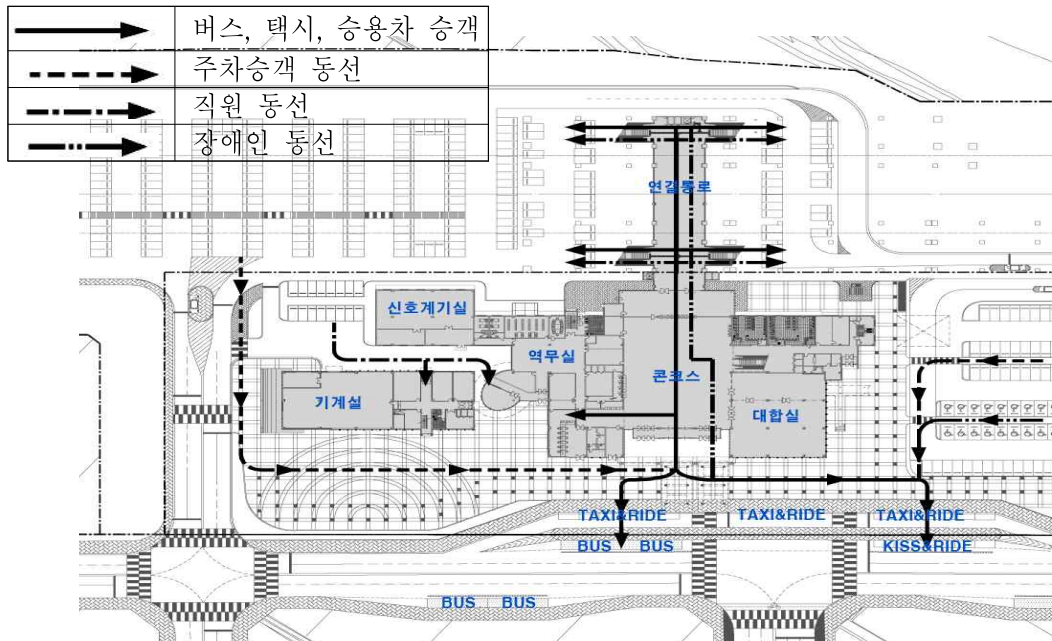 버스, 택시, 승용차 승객
주차승객 동선
직원 동선
장애인 동선
연결통로
신호계기실
역무실
기계실
콘코스
대합실
TAXI&RIDE TAXI&RIDE TAXI&RIDE
BUS BUS KISS&RIDE
BUS BUS